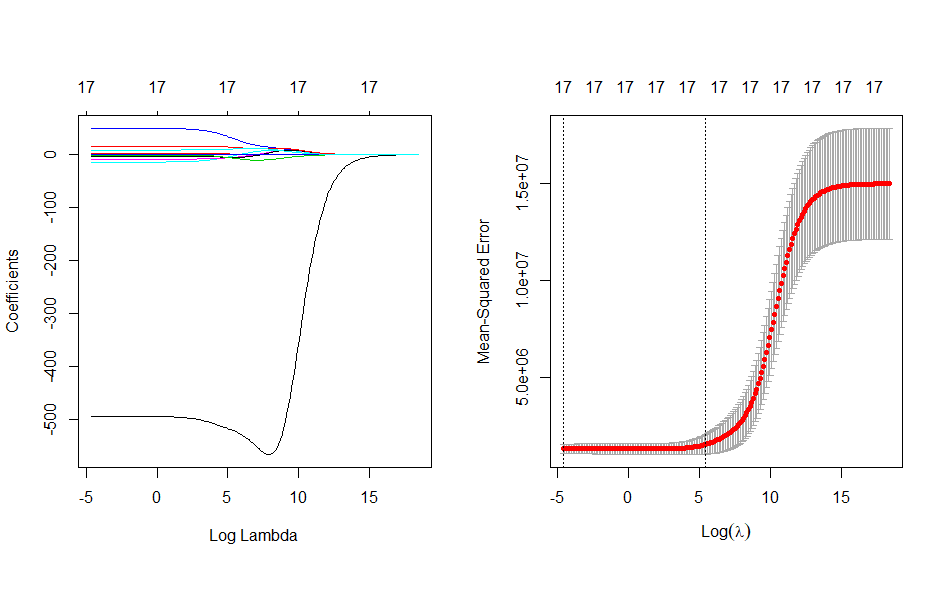 17 17 17 17 17
0
-100
-200
-300
-400
-500
Coefficients
-5 0 5 10 15
Log Lambda
17 17 17 17 17 17 17 17 17 17 17
1.5e+07
1.0e+07
5.0e+06
Mean-Squared Error
-5 0 5 10 15
Log(λ)